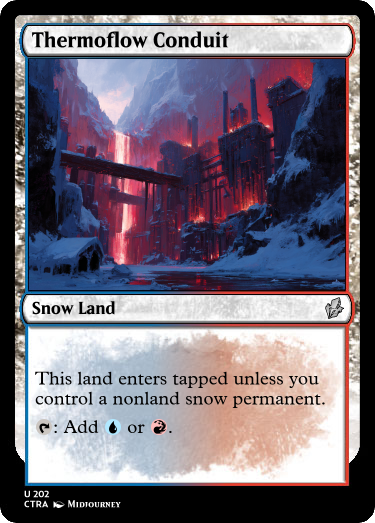 Thermoflow Conduit
Snow Land
This land enters tapped unless you
control a nonland snow permanent.
: Add or .
U 202
CTRA Midjourney